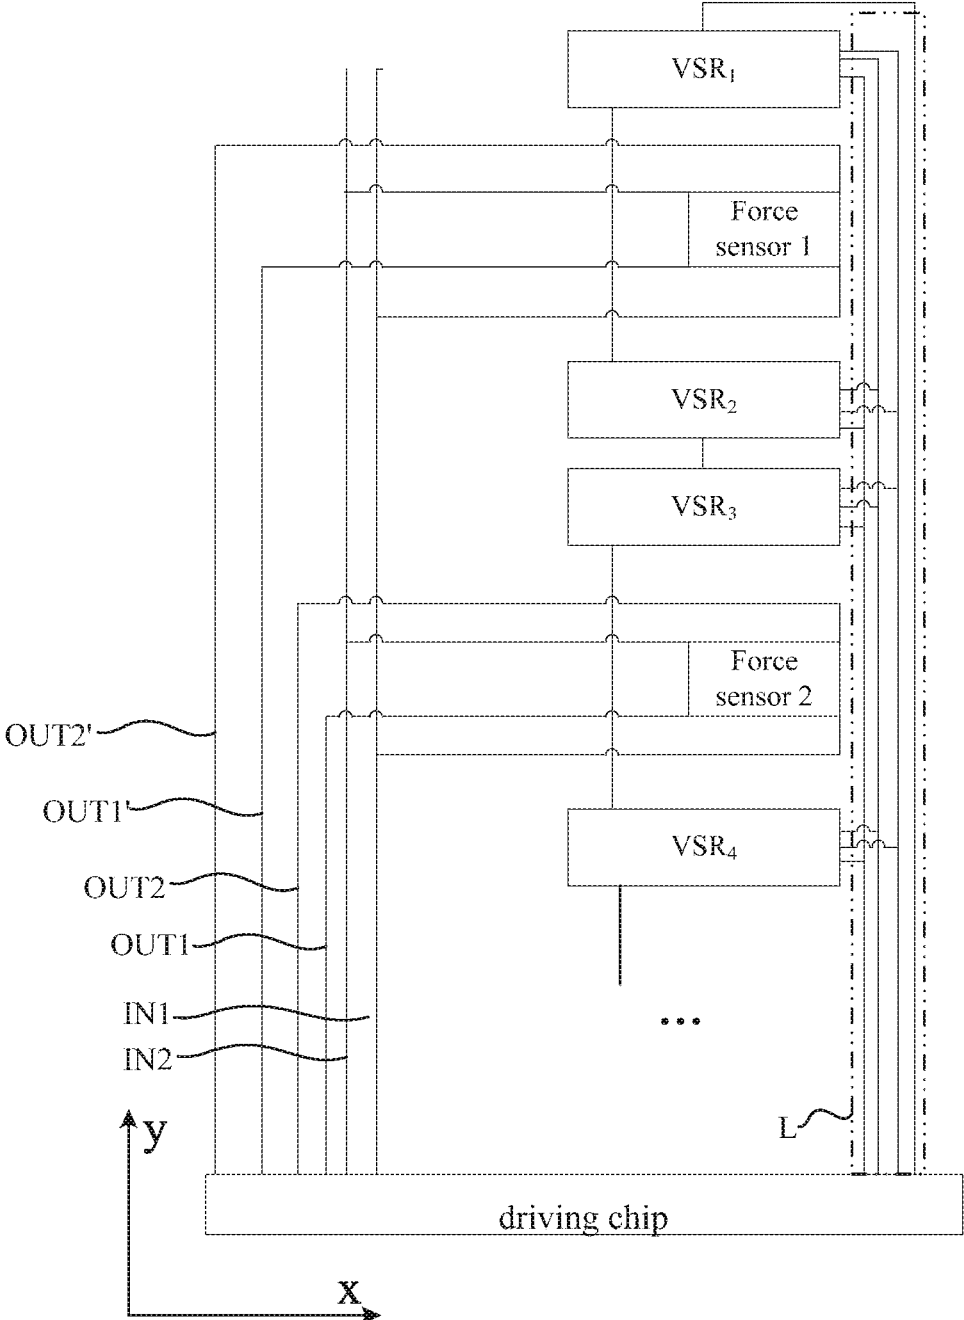 VSR₁
Force
sensor 1
VSR₂
VSR₃
Force
sensor 2
OUT2'
OUT1'
VSR₄
OUT2
OUT1
IN1
IN2
...
L
y
driving chip
x